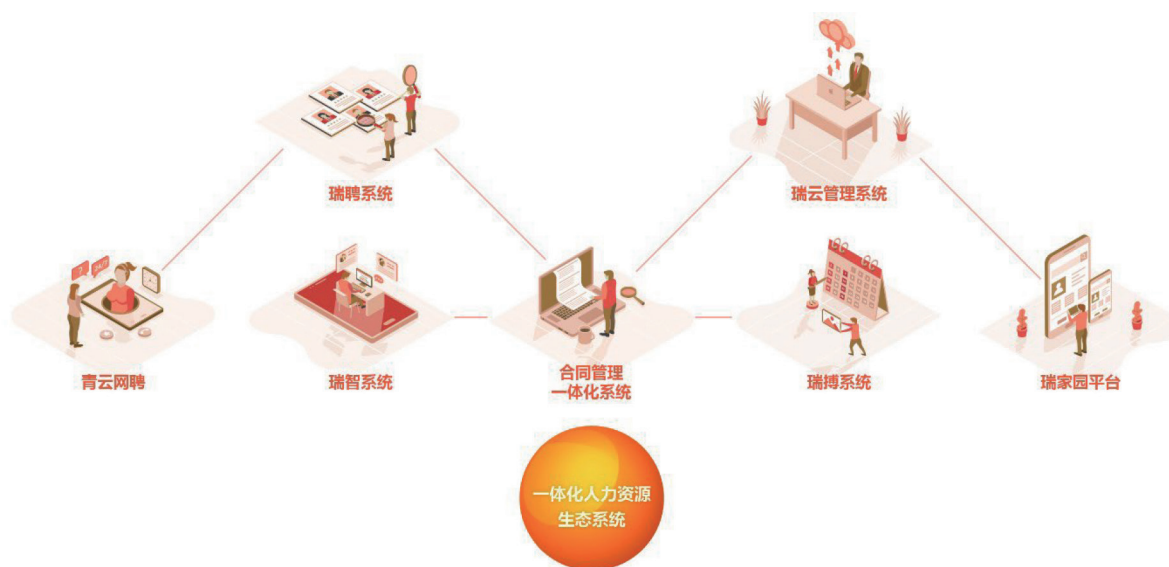 瑞聘系统
瑞云管理系统
? 24/7
青云网聘
瑞智系统
合同管理
一体化系统
瑞搏系统
瑞家园平台
一体化人力资源
生态系统